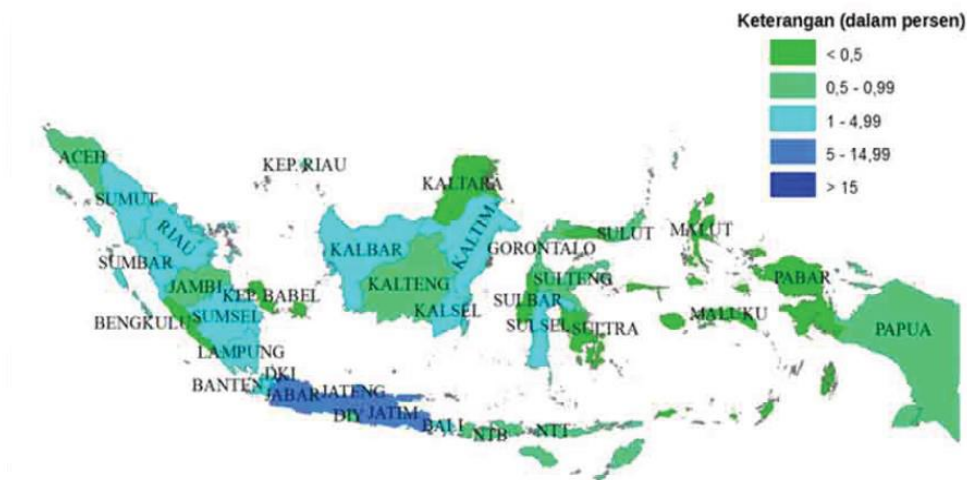 Keterangan (dalam persen)
< 0,5
0,5 - 0,99
1 - 4,99
5 - 14,99
> 15
ACEH
KEP. RIAU
KALTARA
SUMUT
RIAU
KALBAR
KALTIM
GORONTALO
SULUT
MALUT
SUMBAR
JAMBI
KEP. BABEL
KALTENG
SULTENG
PABAR
BENGKULU
SUMSEL
KALSEL
SULBAR
SULSEL
SULTRA
MALUKU
PAPUA
LAMPUNG
BANTEN
DKI
JABAR
JATENG
DIY
JATIM
BALI
NTB
NTT